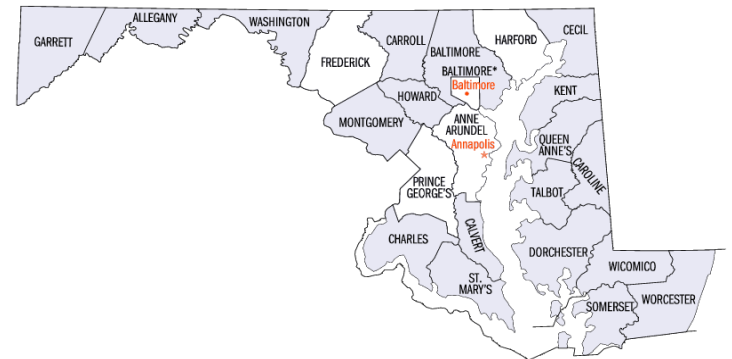 GARRETT
ALLEGANY
WASHINGTON
FREDERICK
CARROLL
BALTIMORE
HARFORD
CECIL
BALTIMORE*
Baltimore
HOWARD
KENT
MONTGOMERY
ANNE
ARUNDEL
Annapolis
QUEEN
ANNE'S
CAROLINE
PRINCE
GEORGE'S
TALBOT
CHARLES
CALVERT
DORCHESTER
ST.
MARY'S
WICOMICO
SOMERSET
WORCESTER